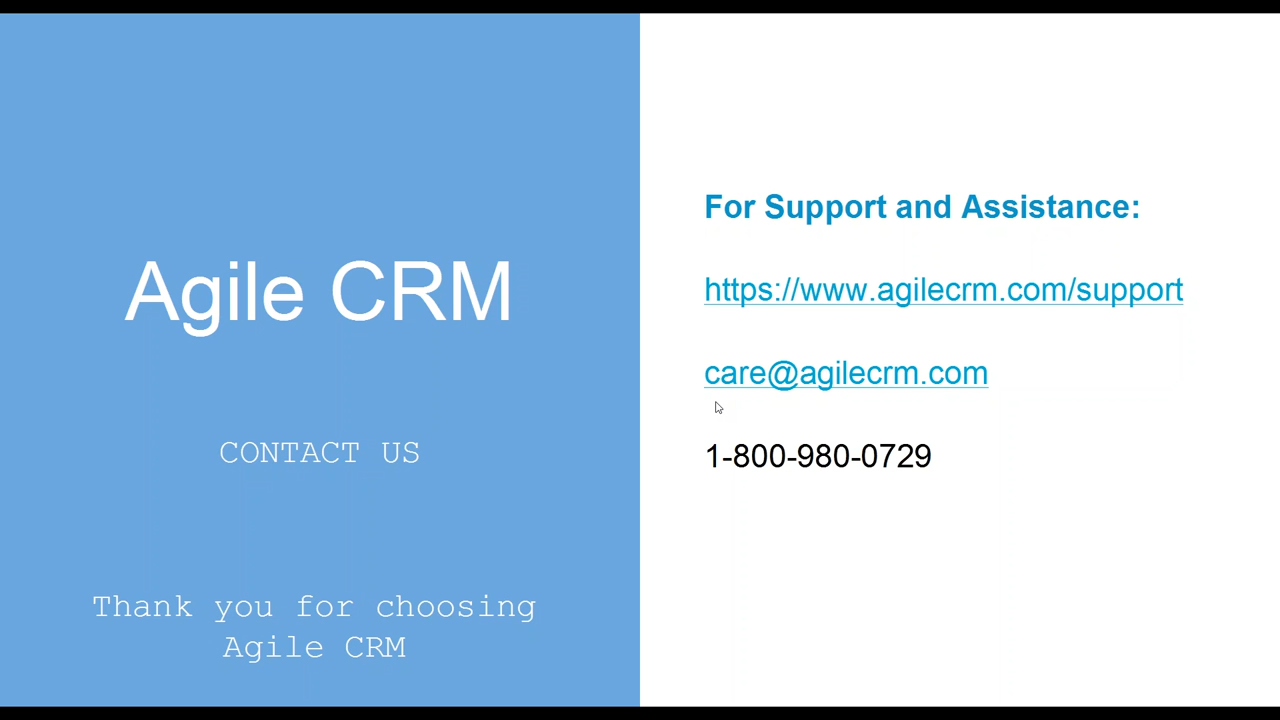 Agile CRM
CONTACT US
Thank you for choosing
Agile CRM
For Support and Assistance:
https://www.agilecrm.com/support
care@agilecrm.com
1-800-980-0729